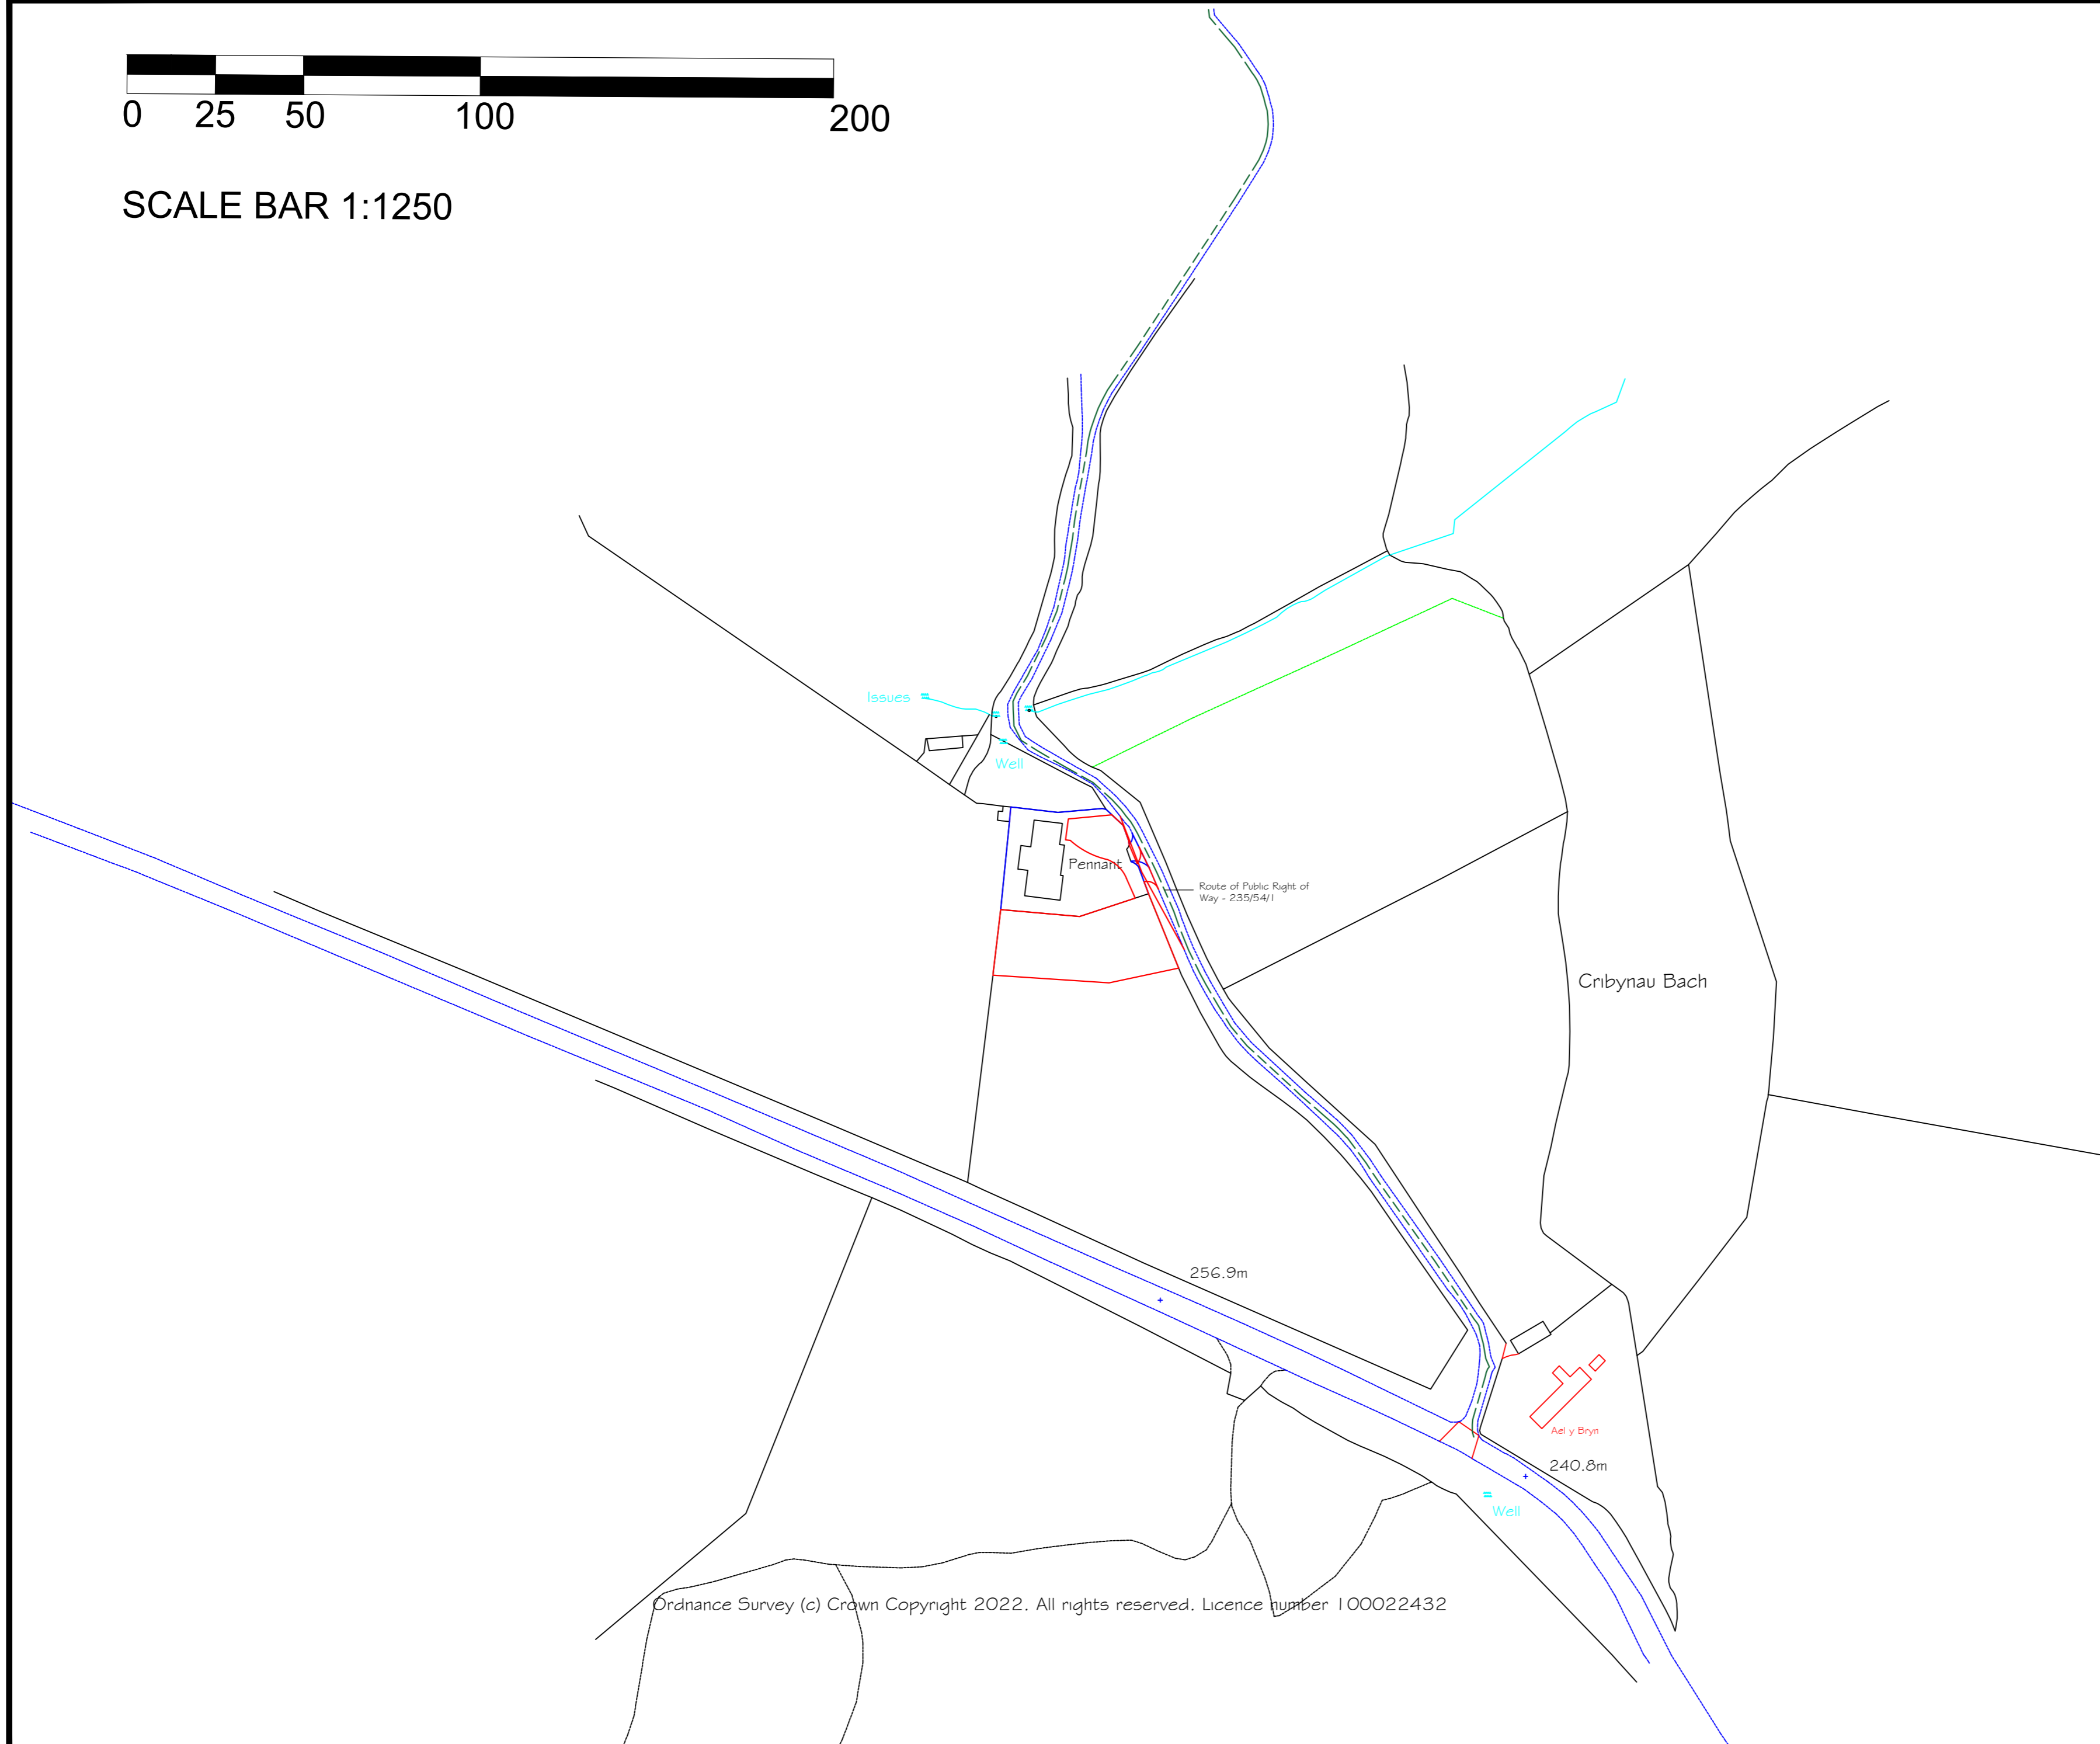 0 25 50 100 200
SCALE BAR 1:1250
Issues
Well
Pennant
Route of Public Right of
Way - 235/54/1
Cribynau Bach
256.9m
Ael y Bryn
240.8m
Well
Ordnance Survey (c) Crown Copyright 2022. All rights reserved. Licence number 100022432